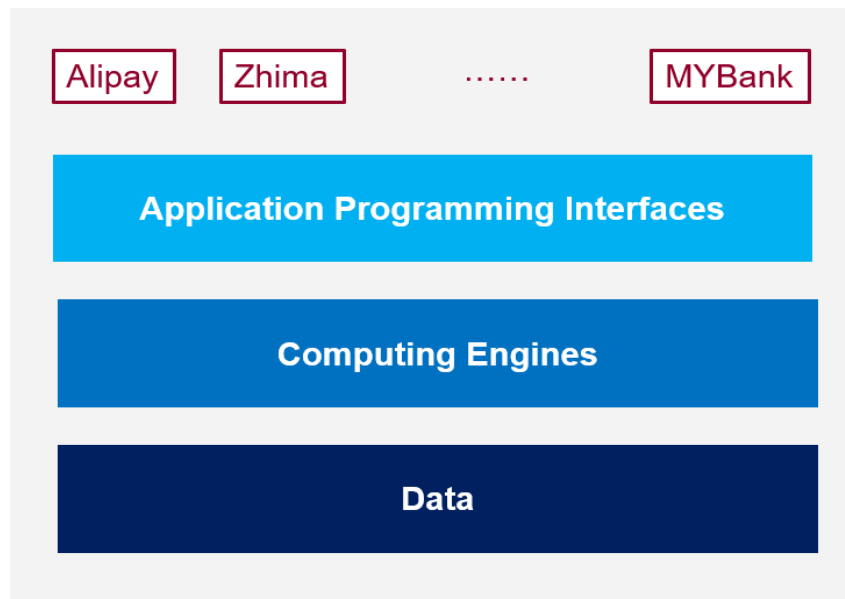 Alipay Zhima ...... MYBank
Application Programming Interfaces
Computing Engines
Data